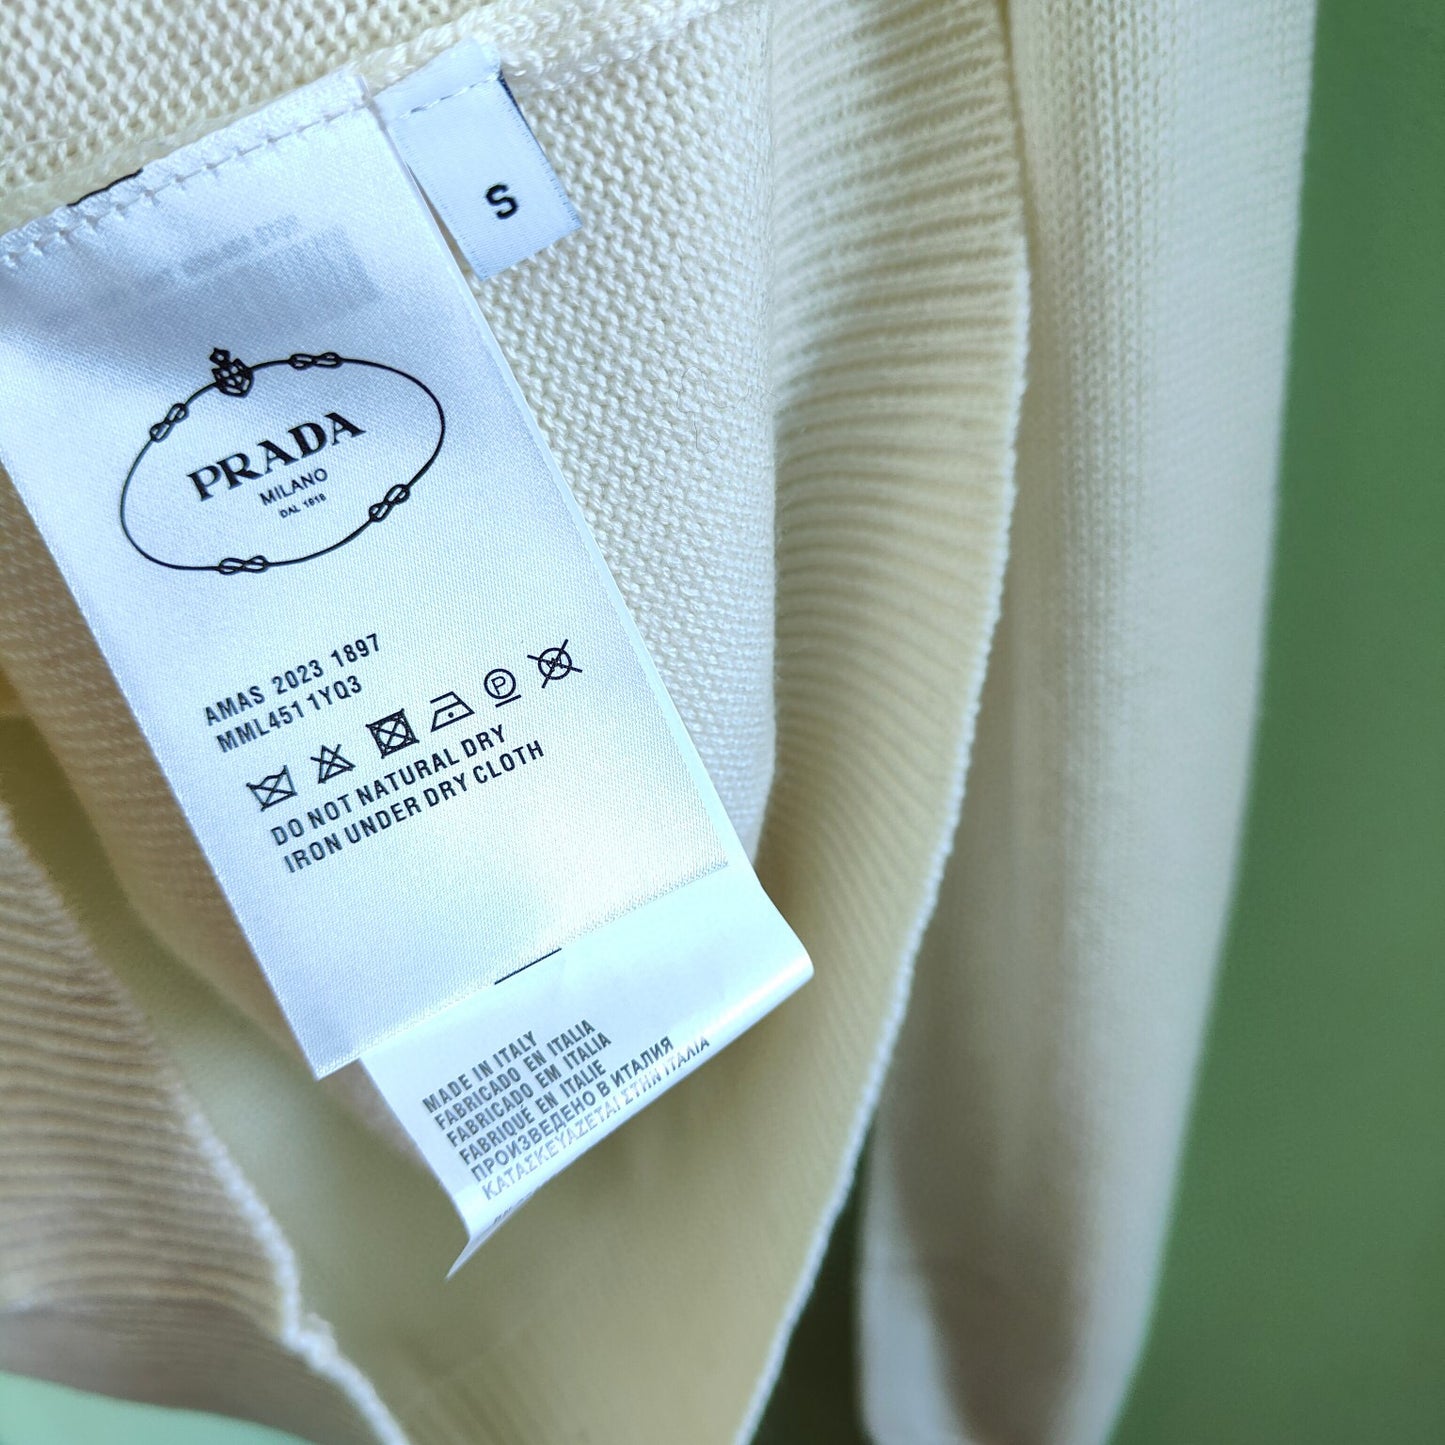 S
PRADA
MILANO
DAL 1913
AMAS 2023 1897
MML451 1YQ3
P
DO NOT NATURAL DRY
IRON UNDER DRY CLOTH
MADE IN ITALY
FABRICADO EN ITALIA
FABRICADO EM ITALIA
FABRIQUÉ EN ITALIE
ПРОИЗВЕДЕНО В ИТАЛИЯ
ΚΑΤΑΣΚΕΥΑΖΕΤΑΙ ΣΤΗΝ ΙΤΑΛΙΑ